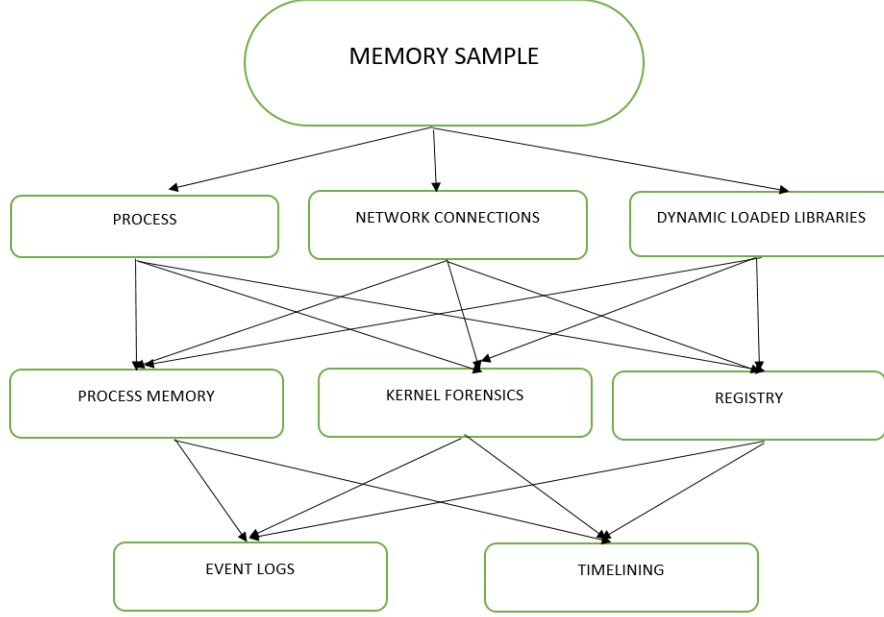 MEMORY SAMPLE
PROCESS
NETWORK CONNECTIONS
DYNAMIC LOADED LIBRARIES
PROCESS MEMORY
KERNEL FORENSICS
REGISTRY
EVENT LOGS
TIMELINING